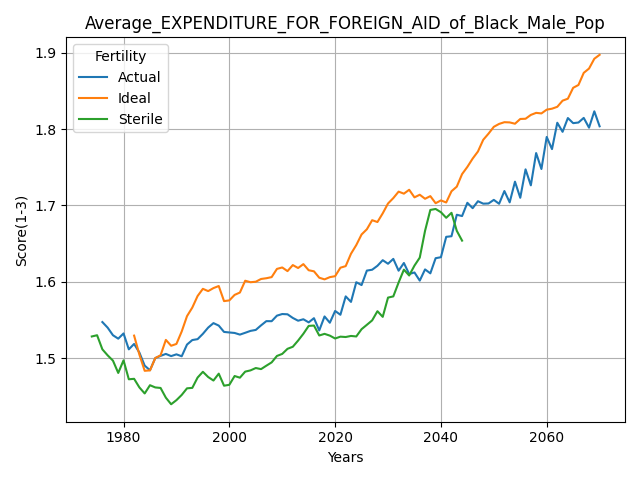 Average_EXPENDITURE_FOR_FOREIGN_AID_of_Black_Male_Pop
Fertility
Actual
Ideal
Sterile
Score(1-3)
1.9
1.8
1.7
1.6
1.5
1980 2000 2020 2040 2060
Years